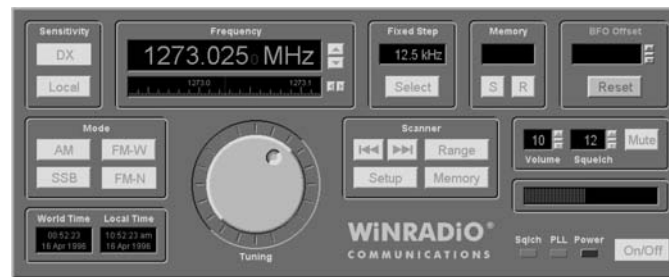 Sensitivity
DX
Local
Frequency
1273.0250 MHz
1273.0 1273.1
Fixed Step
12.5 kHz
Select
Memory
S R
BFO Offset
Reset
Mode
AM FM-W
SSB FM-N
Scanner
Range
Setup Memory
10 12 Mute
Volume Squelch
World Time Local Time
00:52:23 10:52:23 am
16 Apr 1996 16 Apr 1996
Tuning
WiNRADiO®
COMMUNICATIONS
Sqlch PLL Power
On/Off